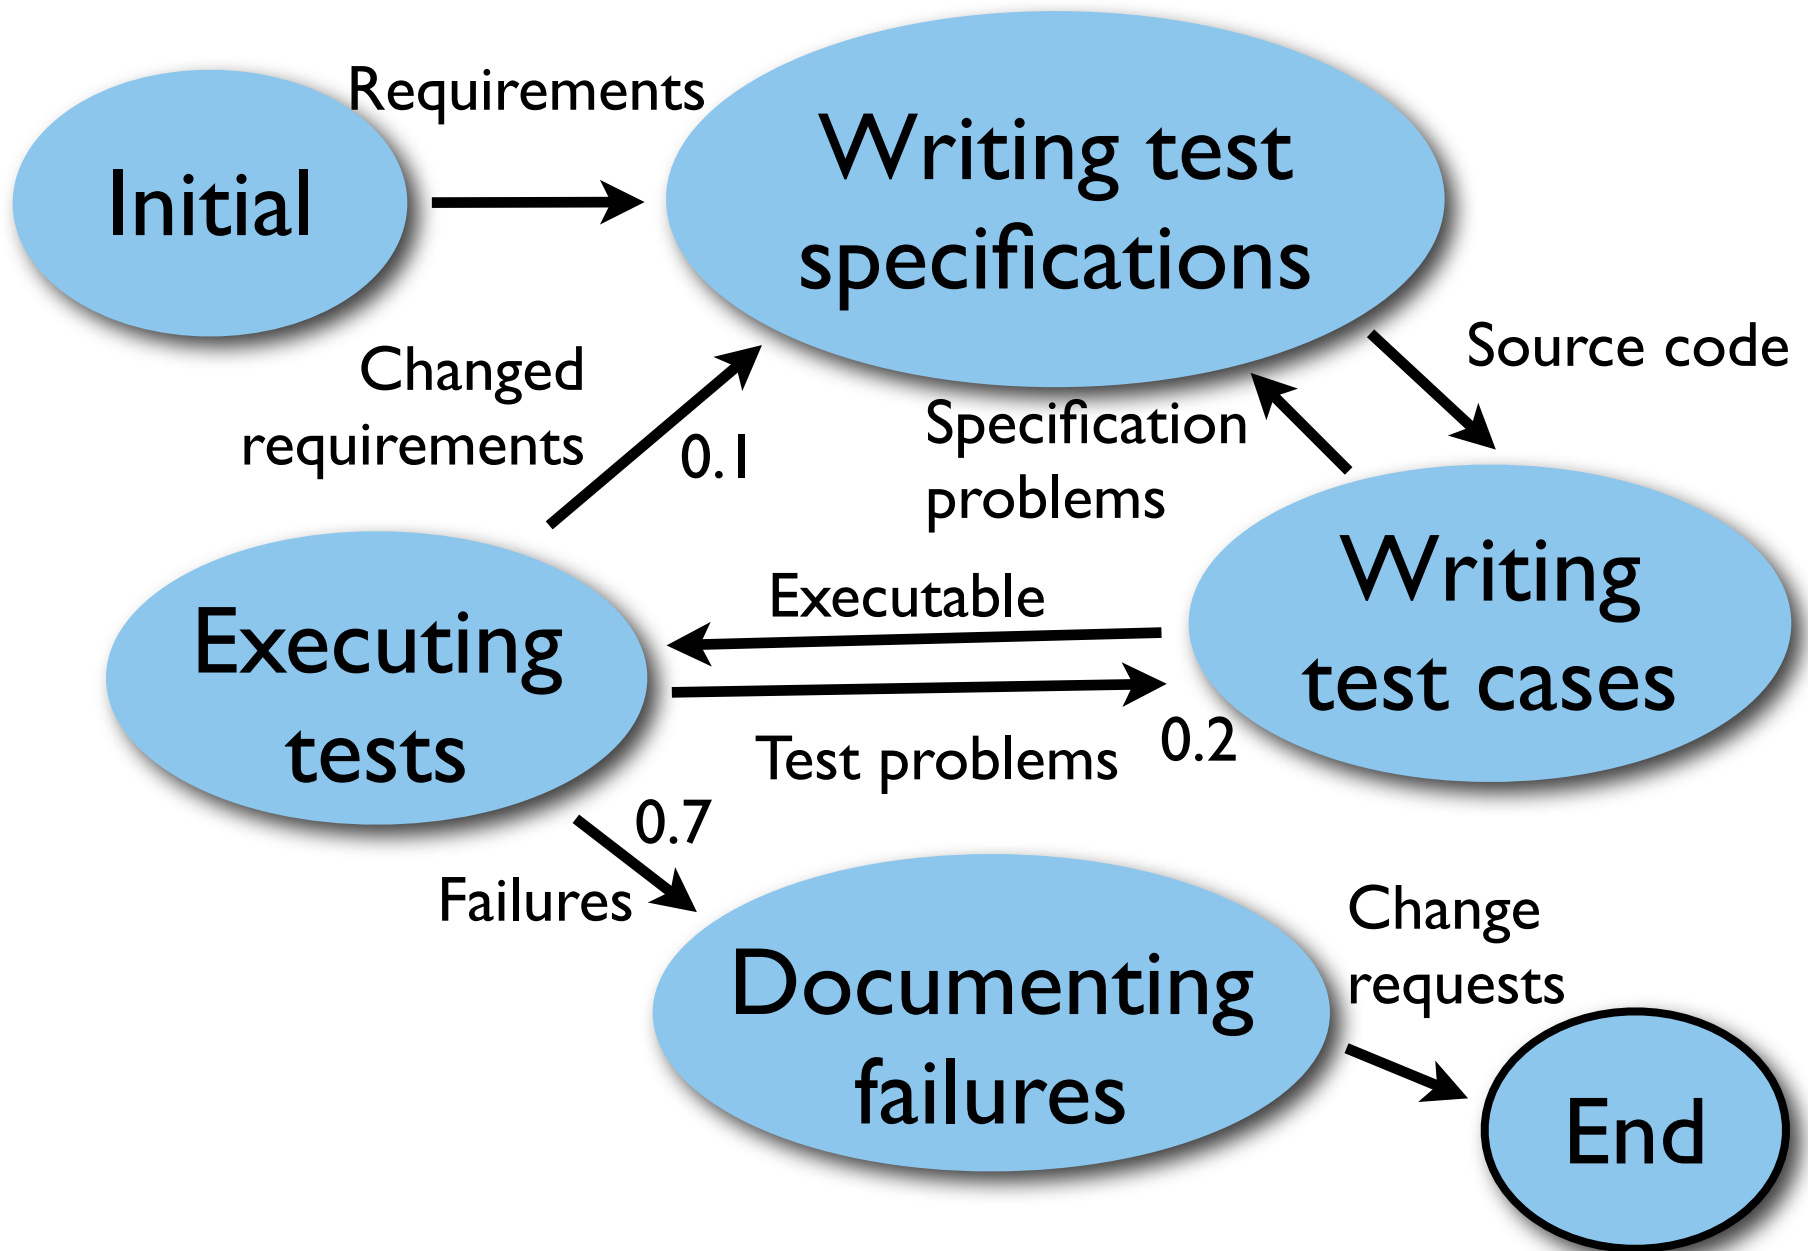 Requirements
Initial
Writing test
specifications
Changed
requirements
0.1
Source code
Specification
problems
Executable
Writing
test cases
Executing
tests
Test problems
0.2
0.7
Failures
Documenting
failures
Change
requests
End